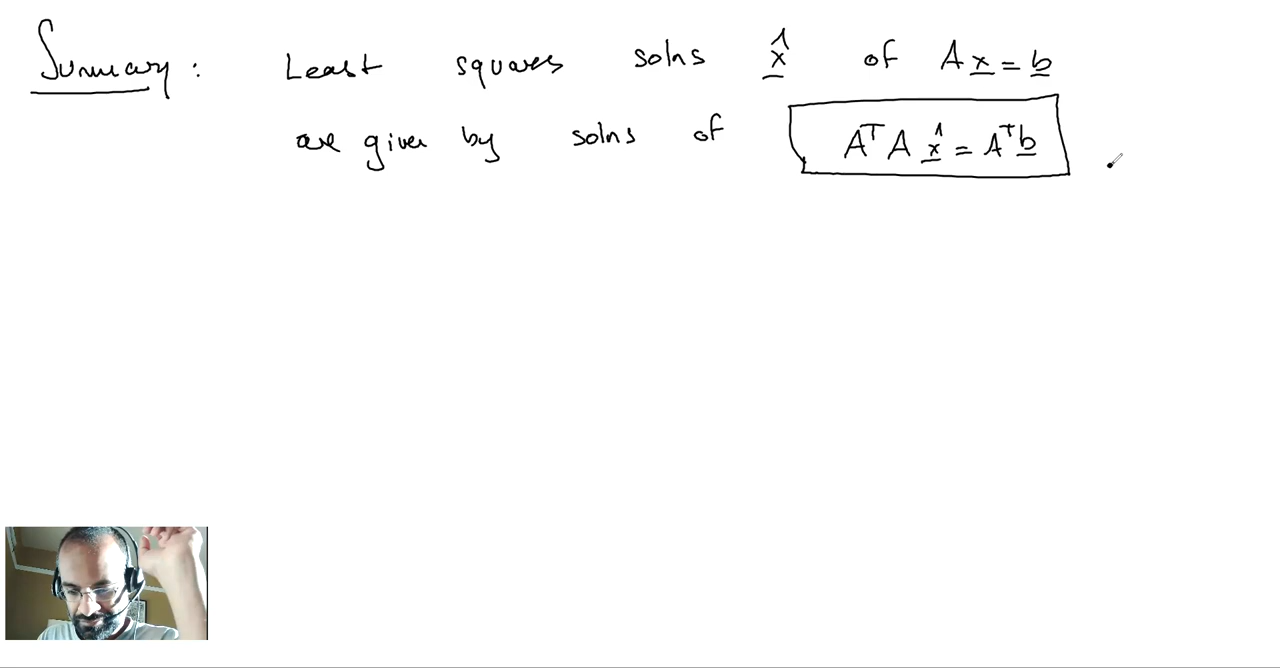 Summary: Least squares solns x̂ of Ax = b
are given by solns of AᵀA x̂ = Aᵀb